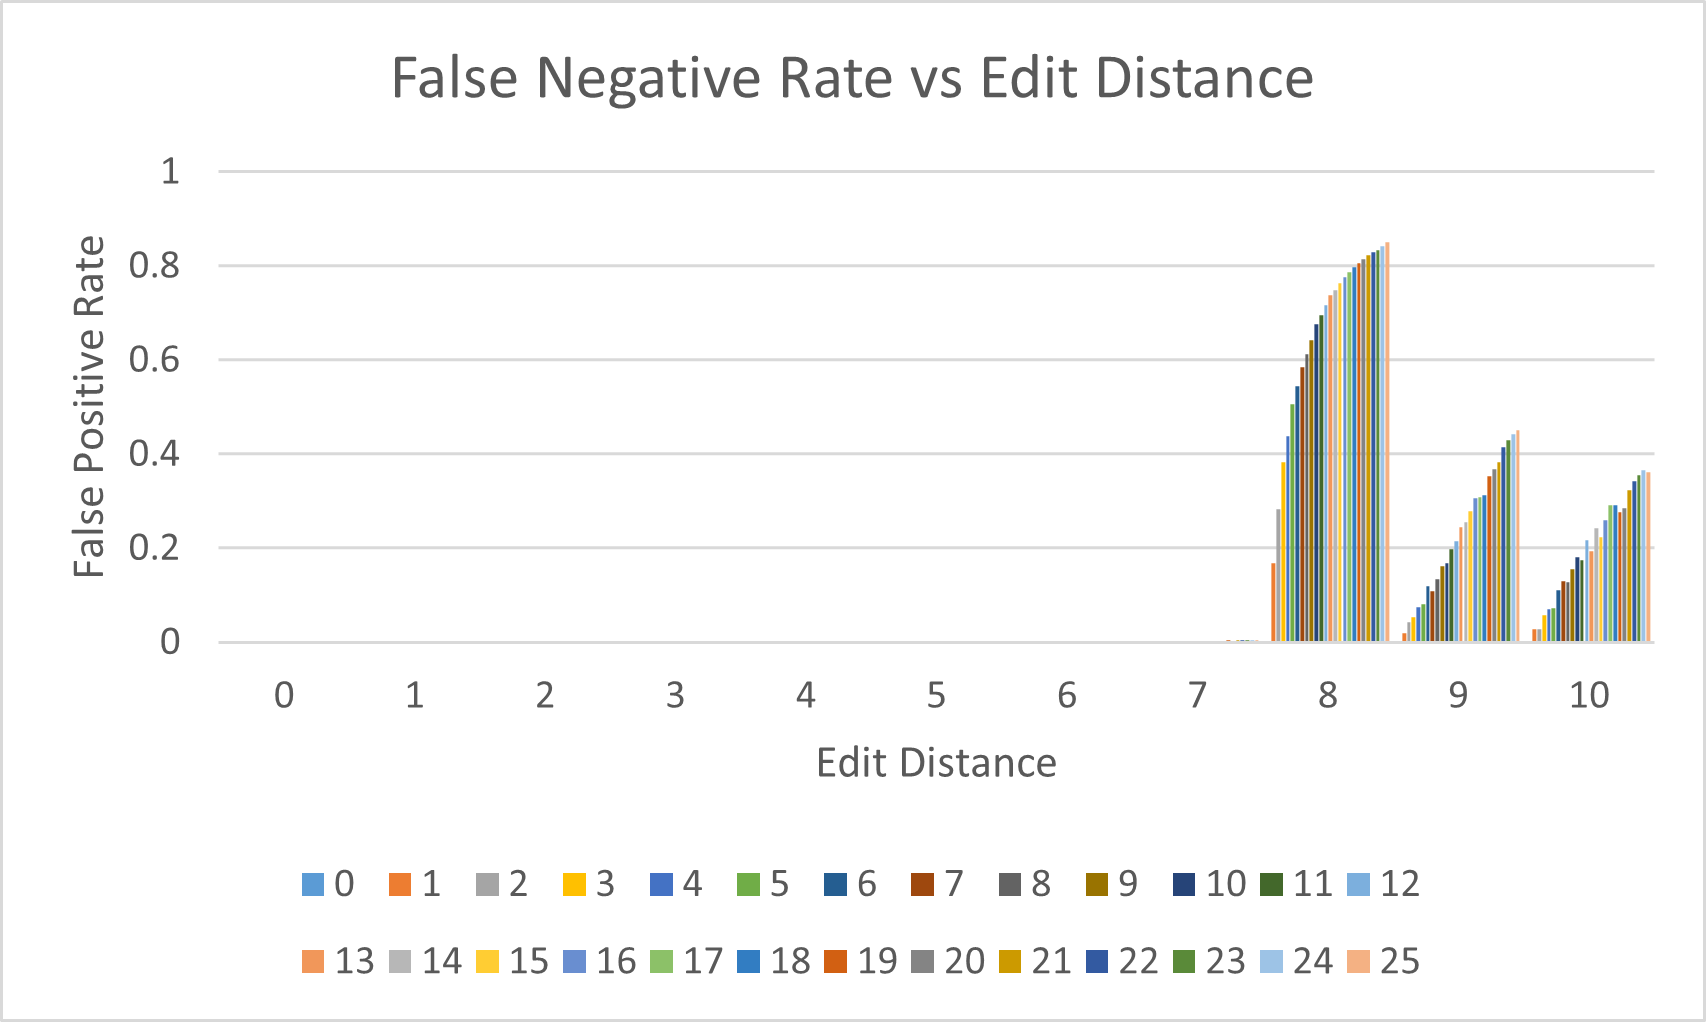 False Negative Rate vs Edit Distance
1
0.8
0.6
0.4
0.2
0
False Positive Rate
0 1 2 3 4 5 6 7 8 9 10
Edit Distance
0 1 2 3 4 5 6 7 8 9 10 11 12
13 14 15 16 17 18 19 20 21 22 23 24 25